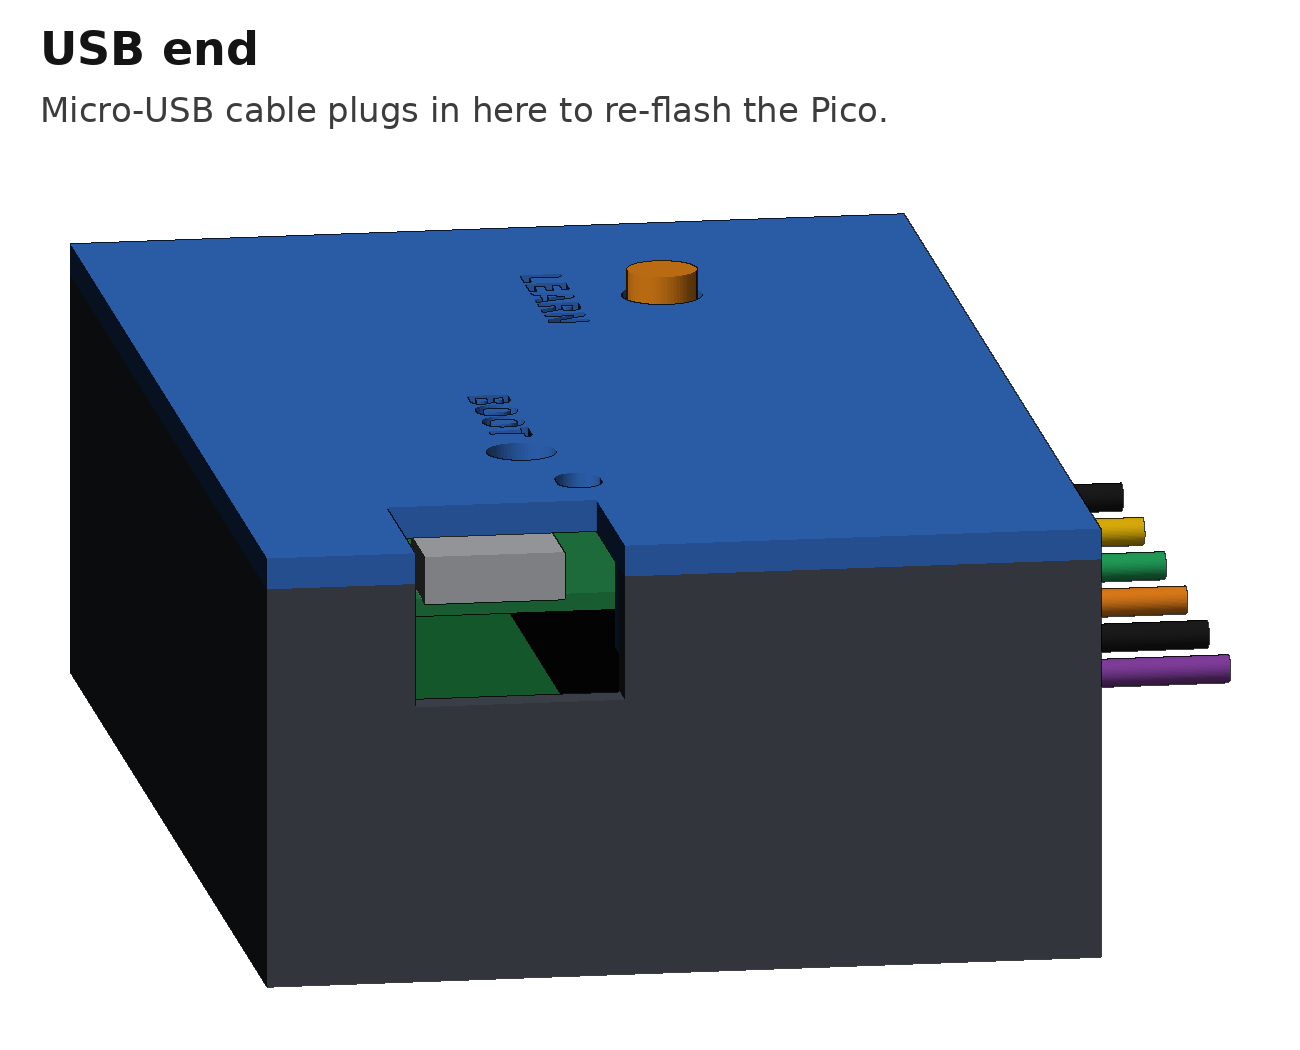 USB end
Micro-USB cable plugs in here to re-flash the Pico.
LEARN
BOOT